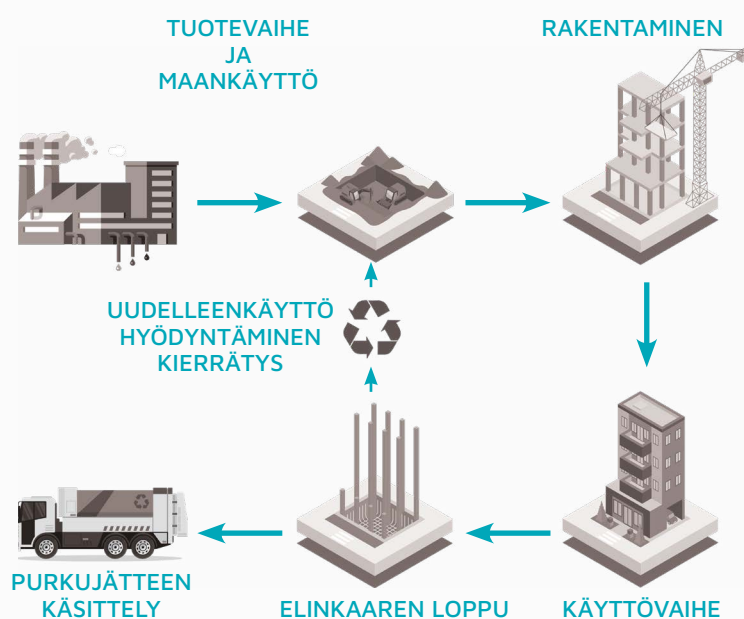 TUOTEVAIHE
JA
MAANKÄYTTÖ
RAKENTAMINEN
UUDELLEENKÄYTTÖ
HYÖDYNTÄMINEN
KIERRÄTYS
PURKUJÄTTEEN
KÄSITTELY
ELINKAAREN LOPPU
KÄYTTÖVAIHE